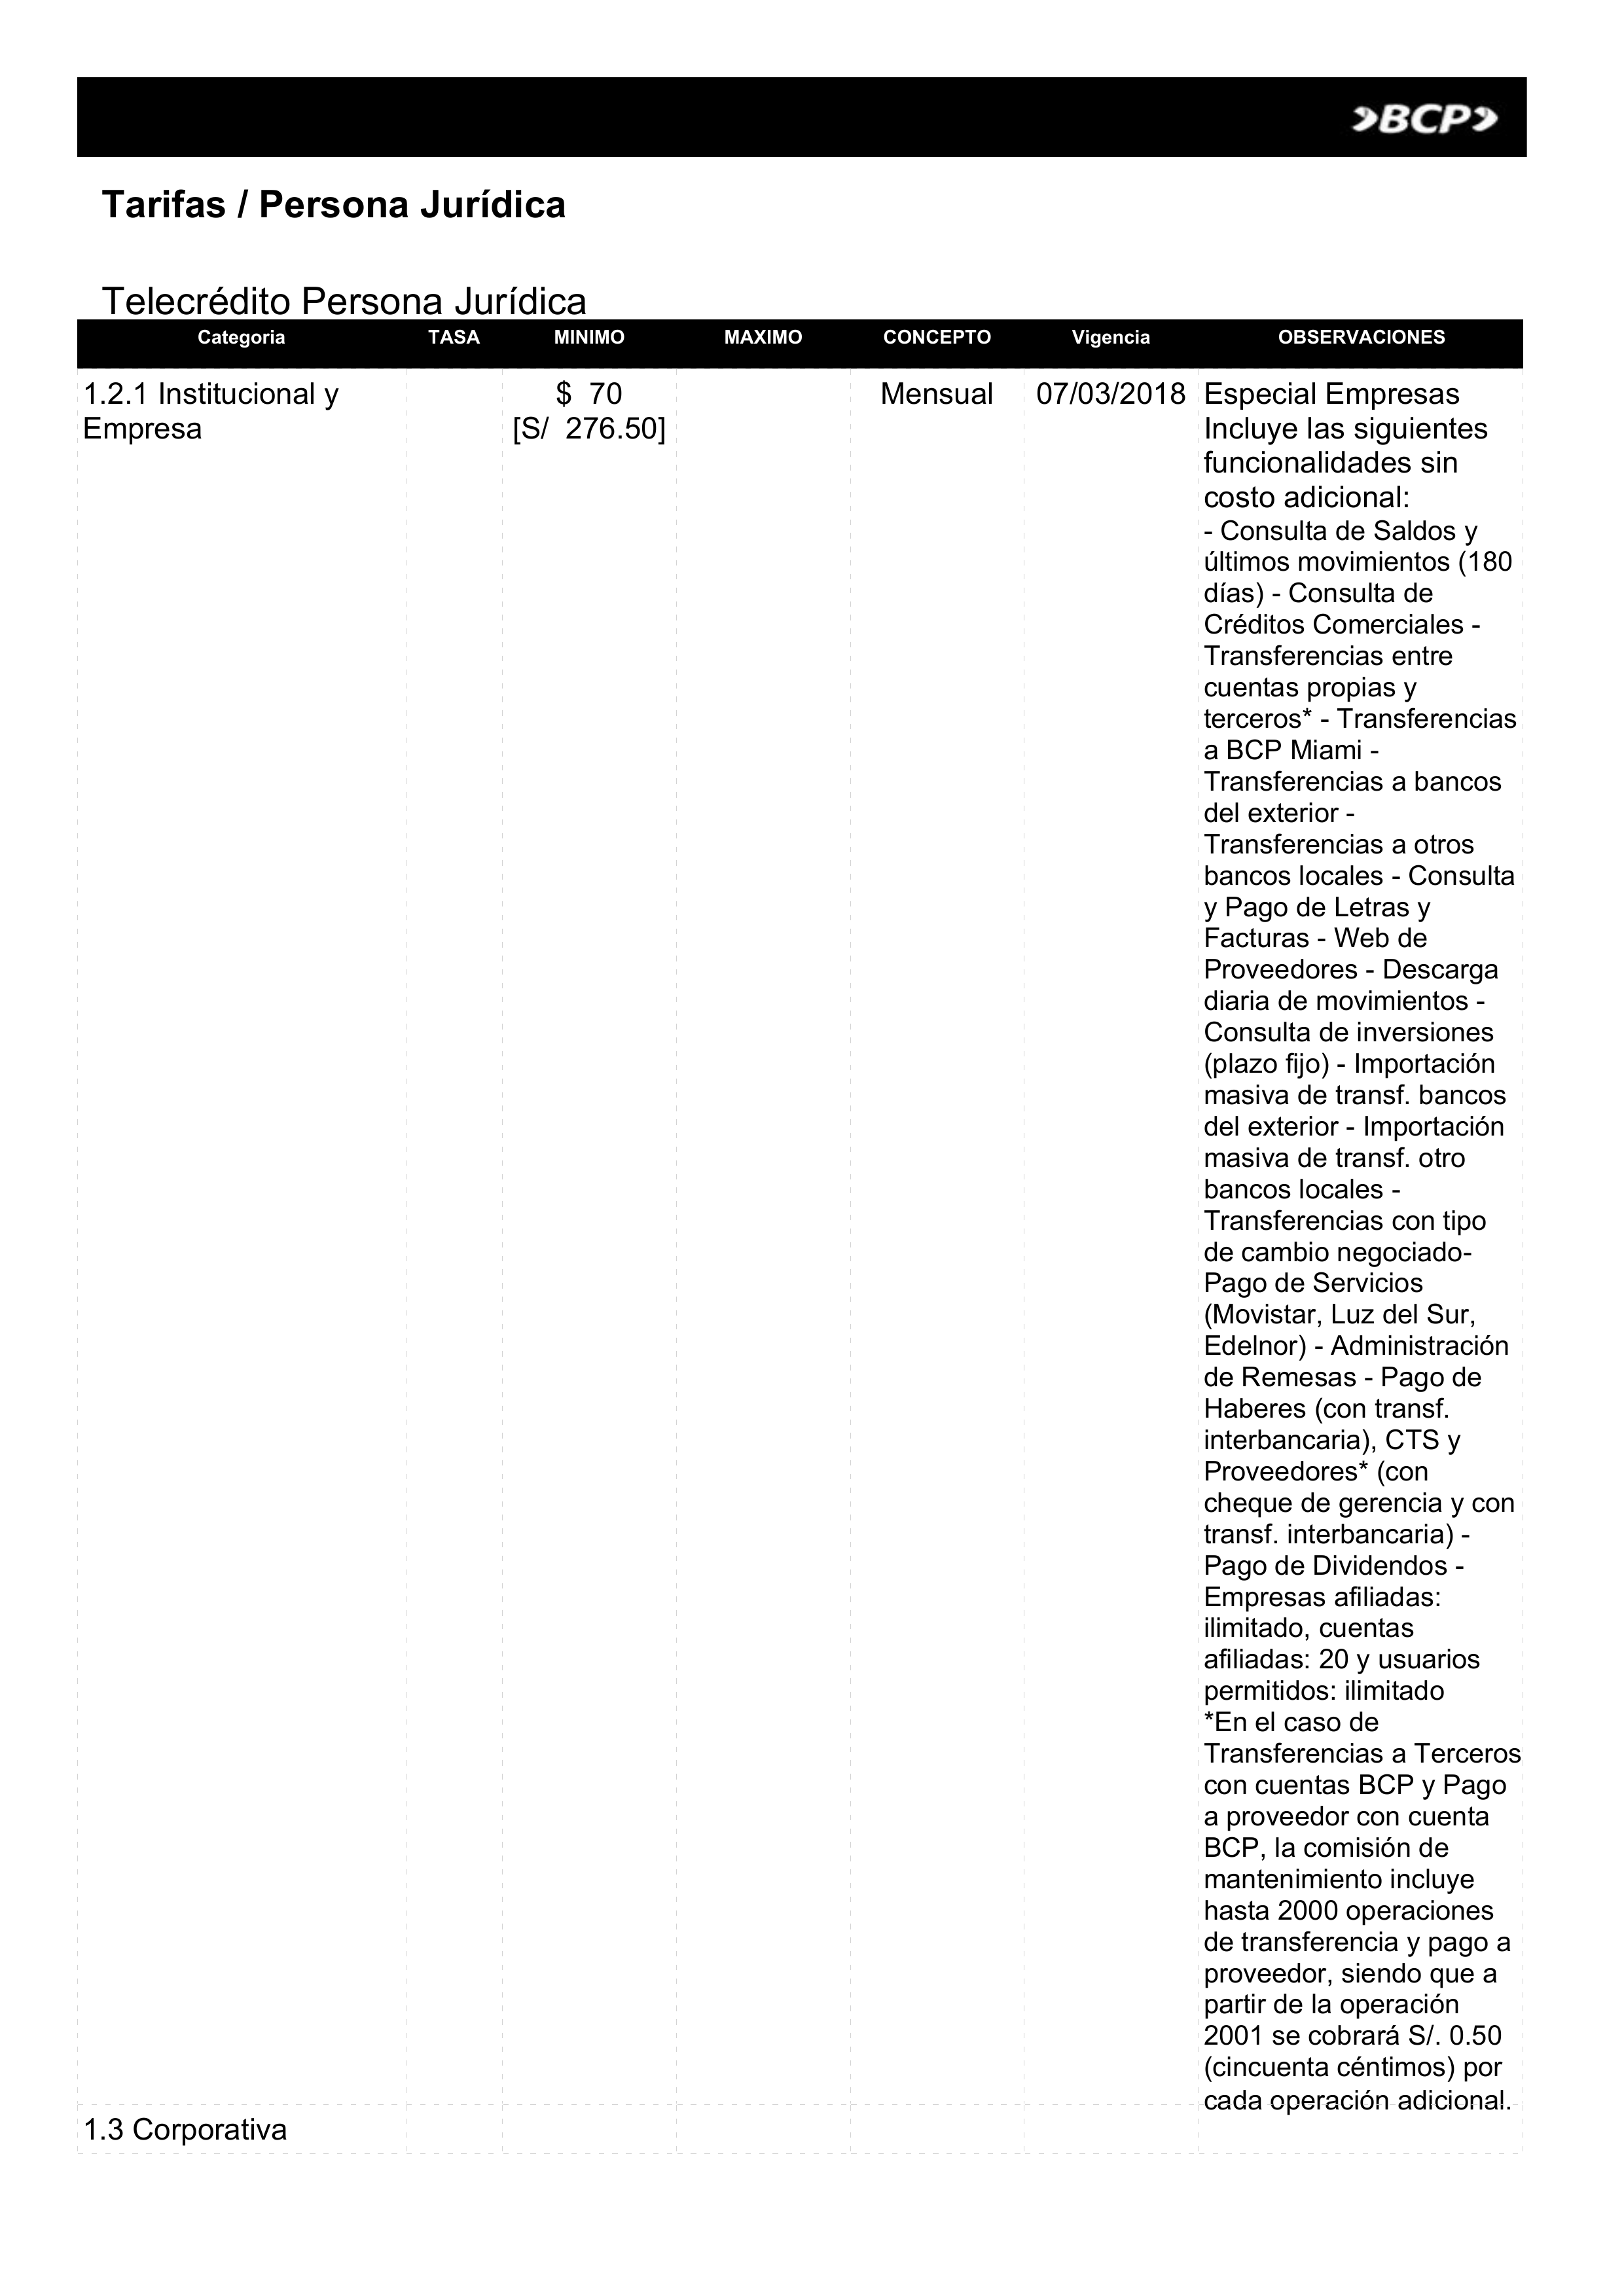 BCP
Tarifas / Persona Jurídica
Telecrédito Persona Jurídica
Categoria TASA MINIMO MAXIMO CONCEPTO Vigencia OBSERVACIONES
1.2.1 Institucional y
Empresa
$ 70
[S/ 276.50]
Mensual
07/03/2018
Especial Empresas
Incluye las siguientes
funcionalidades sin
costo adicional:
- Consulta de Saldos y
últimos movimientos (180
días) - Consulta de
Créditos Comerciales -
Transferencias entre
cuentas propias y
terceros* - Transferencias
a BCP Miami -
Transferencias a bancos
del exterior -
Transferencias a otros
bancos locales - Consulta
y Pago de Letras y
Facturas - Web de
Proveedores - Descarga
diaria de movimientos -
Consulta de inversiones
(plazo fijo) - Importación
masiva de transf. bancos
del exterior - Importación
masiva de transf. otro
bancos locales -
Transferencias con tipo
de cambio negociado-
Pago de Servicios
(Movistar, Luz del Sur,
Edelnor) - Administración
de Remesas - Pago de
Haberes (con transf.
interbancaria), CTS y
Proveedores* (con
cheque de gerencia y con
transf. interbancaria) -
Pago de Dividendos -
Empresas afiliadas:
ilimitado, cuentas
afiliadas: 20 y usuarios
permitidos: ilimitado
*En el caso de
Transferencias a Terceros
con cuentas BCP y Pago
a proveedor con cuenta
BCP, la comisión de
mantenimiento incluye
hasta 2000 operaciones
de transferencia y pago a
proveedor, siendo que a
partir de la operación
2001 se cobrará S/. 0.50
(cincuenta céntimos) por
cada operación adicional.
1.3 Corporativa